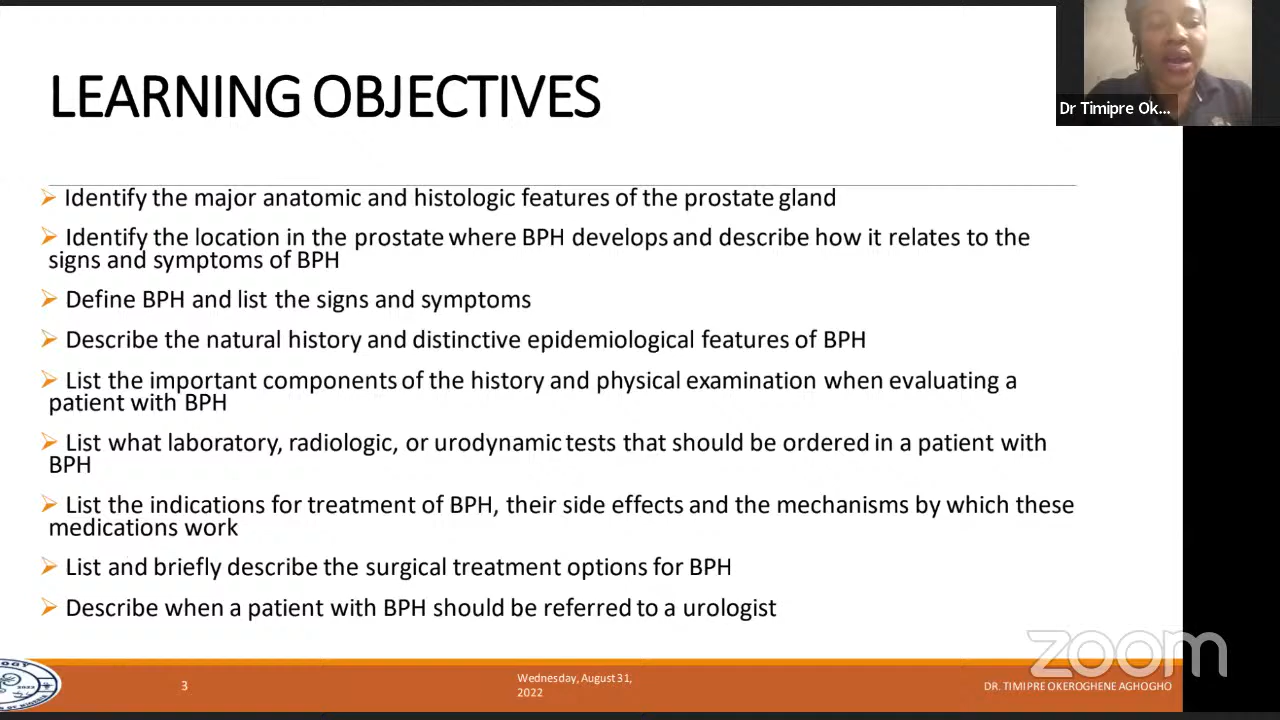 LEARNING OBJECTIVES
Dr Timipre Ok...
Identify the major anatomic and histologic features of the prostate gland
Identify the location in the prostate where BPH develops and describe how it relates to the
signs and symptoms of BPH
Define BPH and list the signs and symptoms
Describe the natural history and distinctive epidemiological features of BPH
List the important components of the history and physical examination when evaluating a
patient with BPH
List what laboratory, radiologic, or urodynamic tests that should be ordered in a patient with
BPH
List the indications for treatment of BPH, their side effects and the mechanisms by which these
medications work
List and briefly describe the surgical treatment options for BPH
Describe when a patient with BPH should be referred to a urologist
zoom
3
Wednesday, August 31,
2022
DR. TIMIPRE OKEROGHENE AGHOGHO